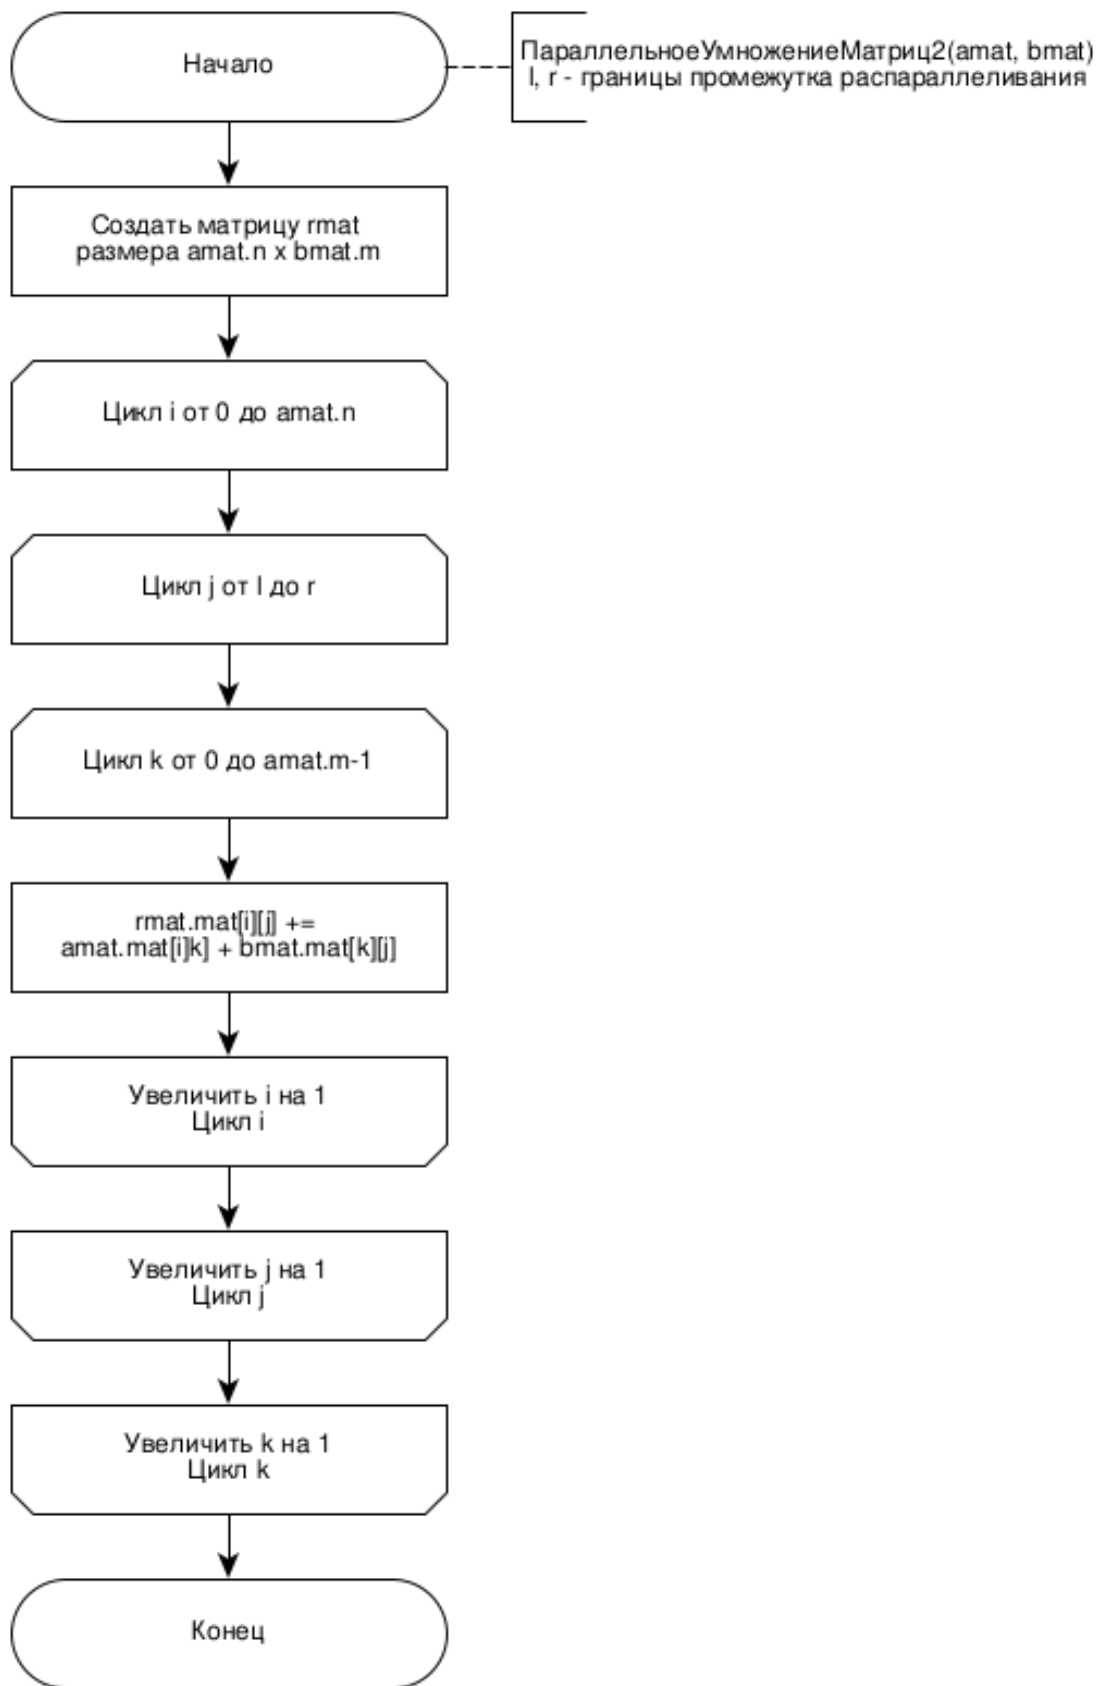 Начало
ПараллельноеУмножениеМатриц2(amat, bmat)
l, r - границы промежутка распараллеливания
Создать матрицу rmat
размера amat.n x bmat.m
Цикл i от 0 до amat.n
Цикл j от l до r
Цикл k от 0 до amat.m-1
rmat.mat[i][j] +=
amat.mat[i]k] + bmat.mat[k][j]
Увеличить i на 1
Цикл i
Увеличить j на 1
Цикл j
Увеличить k на 1
Цикл k
Конец